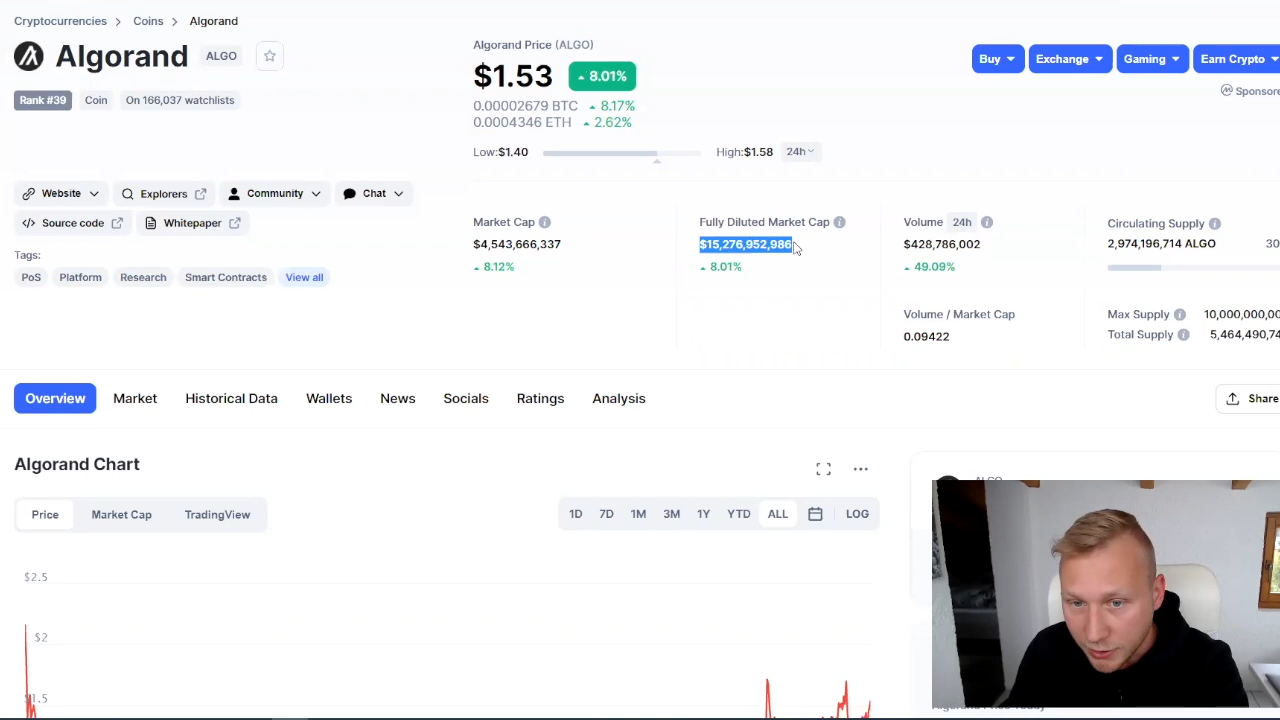 Cryptocurrencies > Coins > Algorand
Algorand ALGO
Rank #39 Coin On 166,037 watchlists
Website Explorers Community Chat
Source code Whitepaper
Tags:
PoS Platform Research Smart Contracts View all
Algorand Price (ALGO)
$1.53 8.01%
0.00002679 BTC 8.17%
0.0004346 ETH 2.62%
Low:$1.40 High:$1.58 24h
Buy Exchange Gaming Earn Crypto
Market Cap
$4,543,666,337
8.12%
Fully Diluted Market Cap
$15,276,952,986
8.01%
Volume 24h
$428,786,002
49.09%
Volume / Market Cap
0.09422
Circulating Supply
2,974,196,714 ALGO 30
Max Supply 10,000,000,00
Total Supply 5,464,490,74
Overview Market Historical Data Wallets News Socials Ratings Analysis
Share
Algorand Chart
Price Market Cap TradingView
1D 7D 1M 3M 1Y YTD ALL LOG
$2.5
$2
$1.5